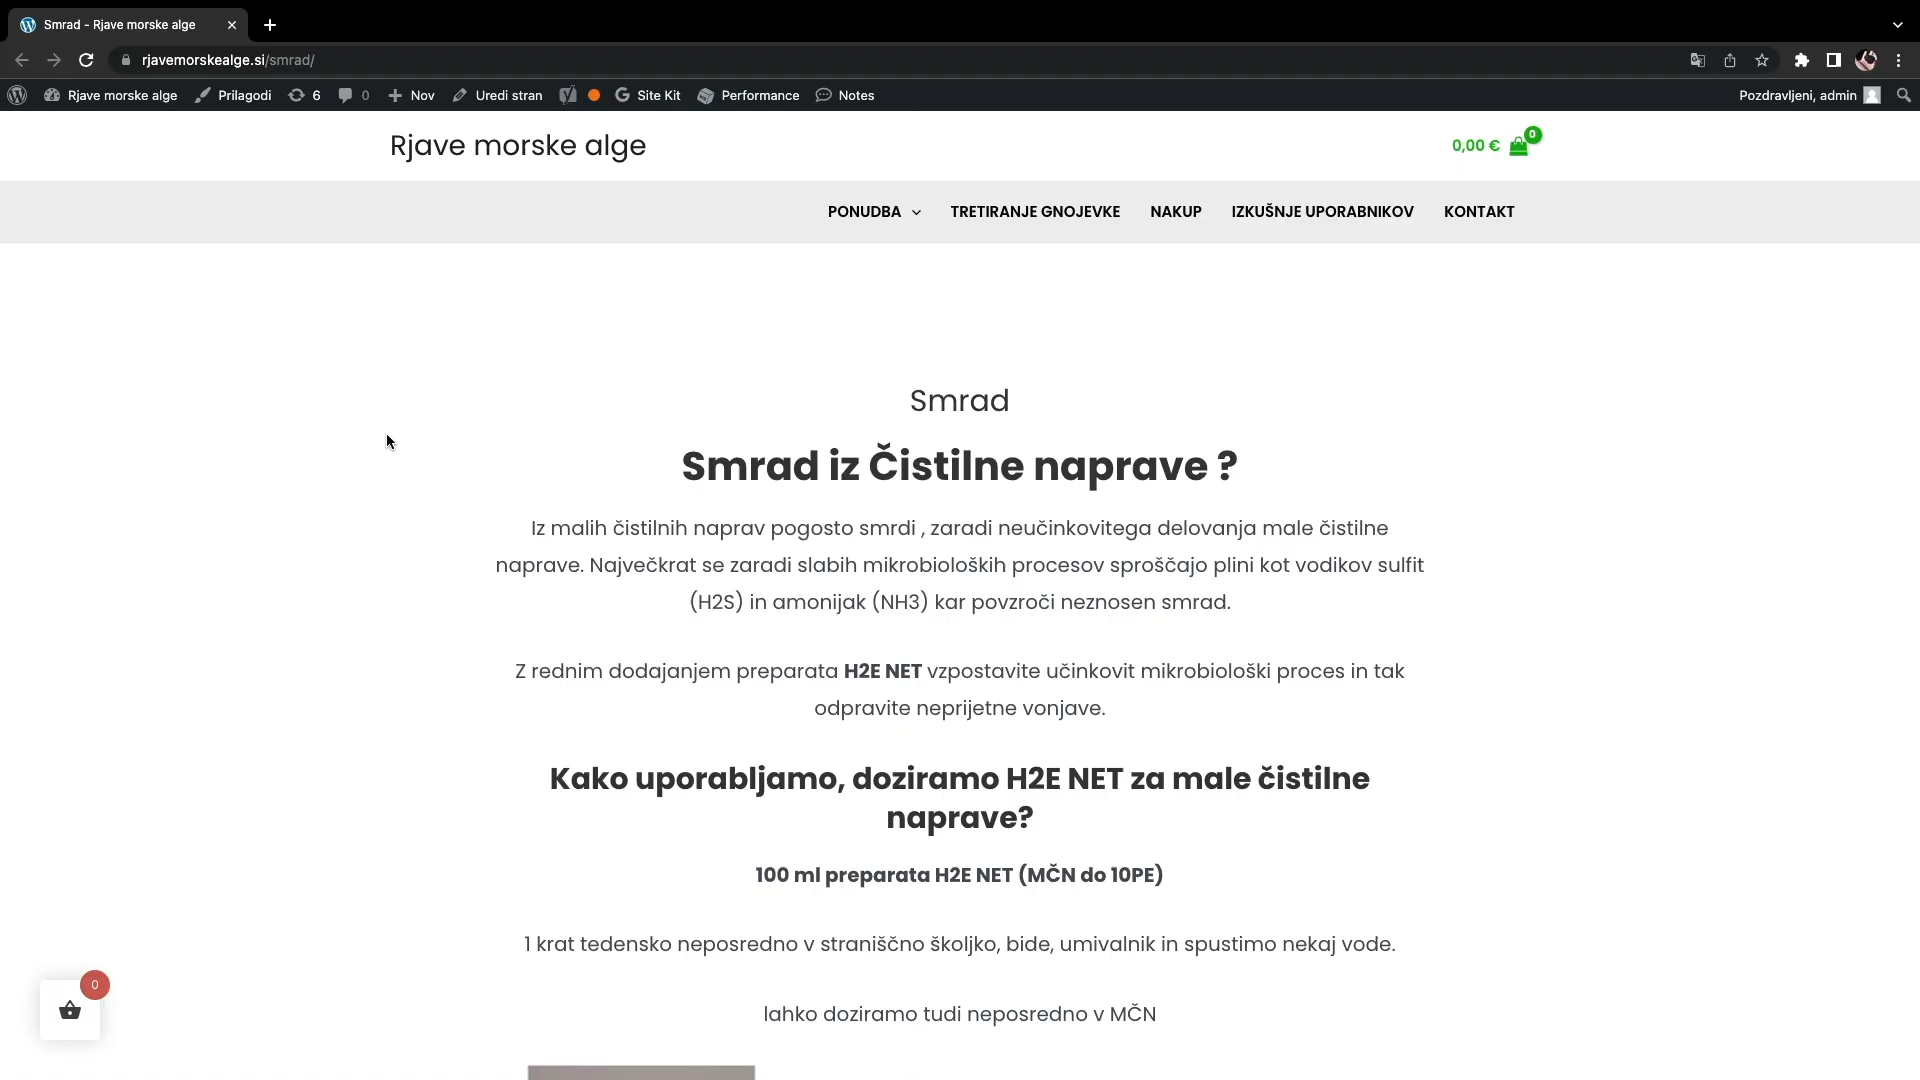 Smrad - Rjave morske alge
rjavemorskealge.si/smrad/
Rjave morske alge
Prilagodi
6
0
Nov
Uredi stran
Site Kit
Performance
Notes
Pozdravljeni, admin
Rjave morske alge
0,00 €
0
PONUDBA
TRETIRANJE GNOJEVKE
NAKUP
IZKUŠNJE UPORABNIKOV
KONTAKT
Smrad
Smrad iz Čistilne naprave ?
Iz malih čistilnih naprav pogosto smrdi , zaradi neučinkovitega delovanja male čistilne
naprave. Največkrat se zaradi slabih mikrobioloških procesov sproščajo plini kot vodikov sulfit
(H2S) in amonijak (NH3) kar povzroči neznosen smrad.
Z rednim dodajanjem preparata H2E NET vzpostavite učinkovit mikrobiološki proces in tak
odpravite neprijetne vonjave.
Kako uporabljamo, doziramo H2E NET za male čistilne
naprave?
100 ml preparata H2E NET (MČN do 10PE)
1 krat tedensko neposredno v straniščno školjko, bide, umivalnik in spustimo nekaj vode.
lahko doziramo tudi neposredno v MČN
0